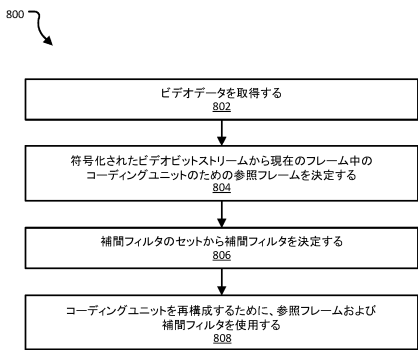 800
ビデオデータを取得する
802
符号化されたビデオビットストリームから現在のフレーム中の
コーディングユニットのための参照フレームを決定する
804
補間フィルタのセットから補間フィルタを決定する
806
コーディングユニットを再構成するために、参照フレームおよび
補間フィルタを使用する
808